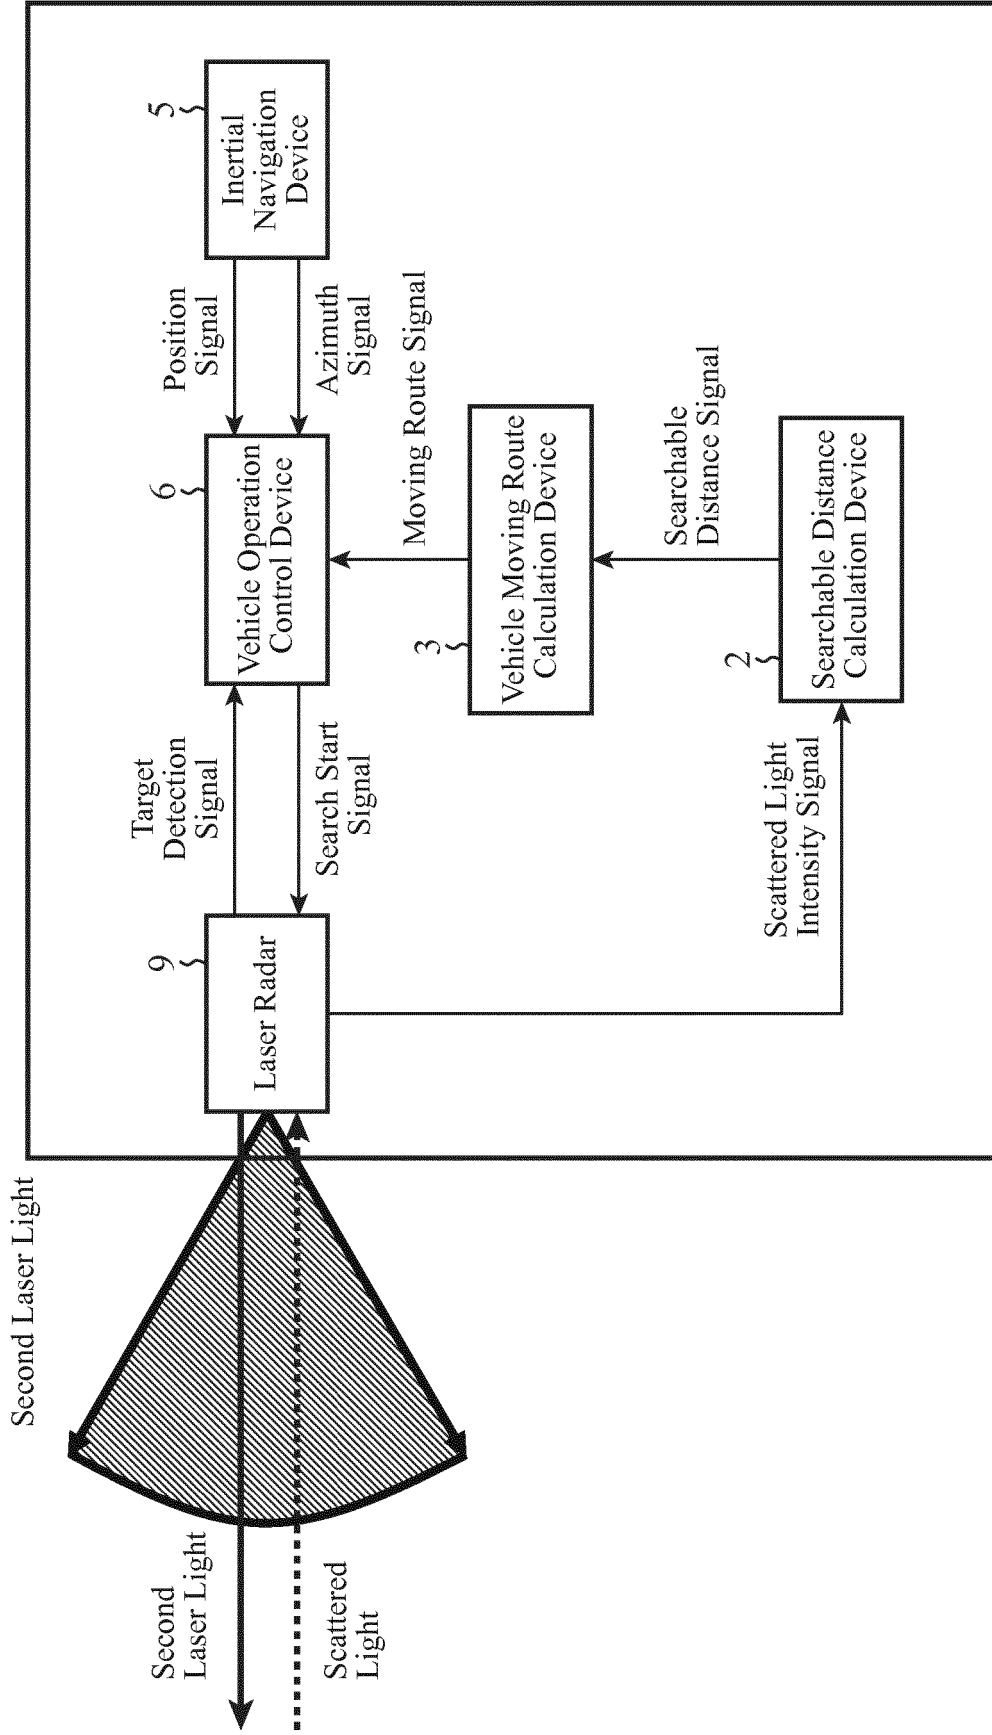 Second Laser Light
Second
Laser Light
Scattered
Light
9
Laser Radar
Target
Detection
Signal
Search Start
Signal
6
Vehicle Operation
Control Device
Position
Signal
Azimuth
Signal
5
Inertial
Navigation
Device
Moving Route Signal
3
Vehicle Moving Route
Calculation Device
Searchable
Distance Signal
2
Searchable Distance
Calculation Device
Scattered Light
Intensity Signal